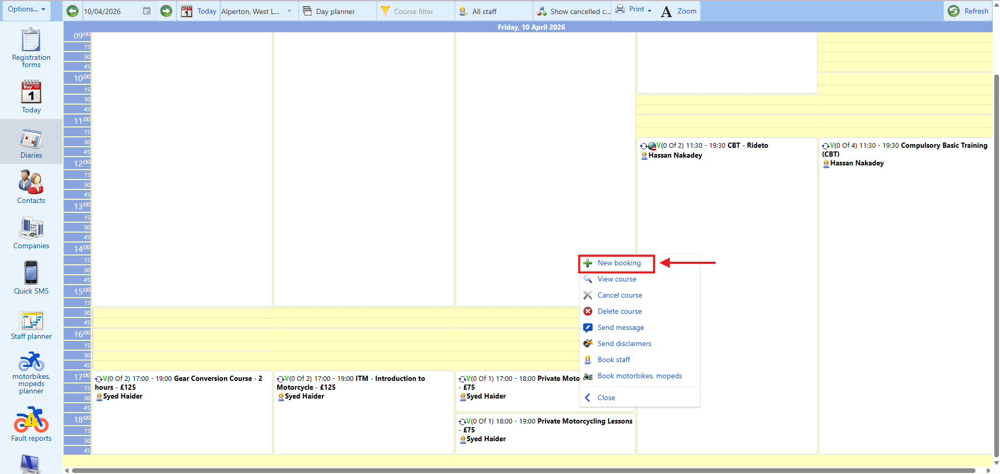 Options...
10/04/2026
Today
Alperton, West L...
Day planner
Course filter
All staff
Show cancelled c...
Print
Zoom
Refresh
Friday, 10 April 2026
Registration
forms
Day
1
Today
Diaries
Contacts
Companies
Quick SMS
Staff planner
motorbikes,
mopeds
planner
Fault reports
09:00
15
30
45
10:00
15
30
45
11:00
15
30
45
12:00
15
30
45
13:00
15
30
45
14:00
15
30
45
15:00
15
30
45
16:00
15
30
45
17:00
15
30
45
18:00
15
30
45
V(0 Of 2) 17:00 - 19:00 Gear Conversion Course - 2
hours - £125
Syed Haider
V(0 Of 2) 17:00 - 19:00 ITM - Introduction to
Motorcycle - £125
Syed Haider
V(0 Of 1) 17:00 - 18:00 Private Moto
- £75
Syed Haider
V(0 Of 1) 18:00 - 19:00 Private Motorcycling Lessons
- £75
Syed Haider
V(0 Of 2) 11:30 - 19:30 CBT - Rideto
Hassan Nakadey
V(0 Of 4) 11:30 - 19:30 Compulsory Basic Training
(CBT)
Hassan Nakadey
New booking
View course
Cancel course
Delete course
Send message
Send disclaimers
Book staff
Book motorbikes, mopeds
Close